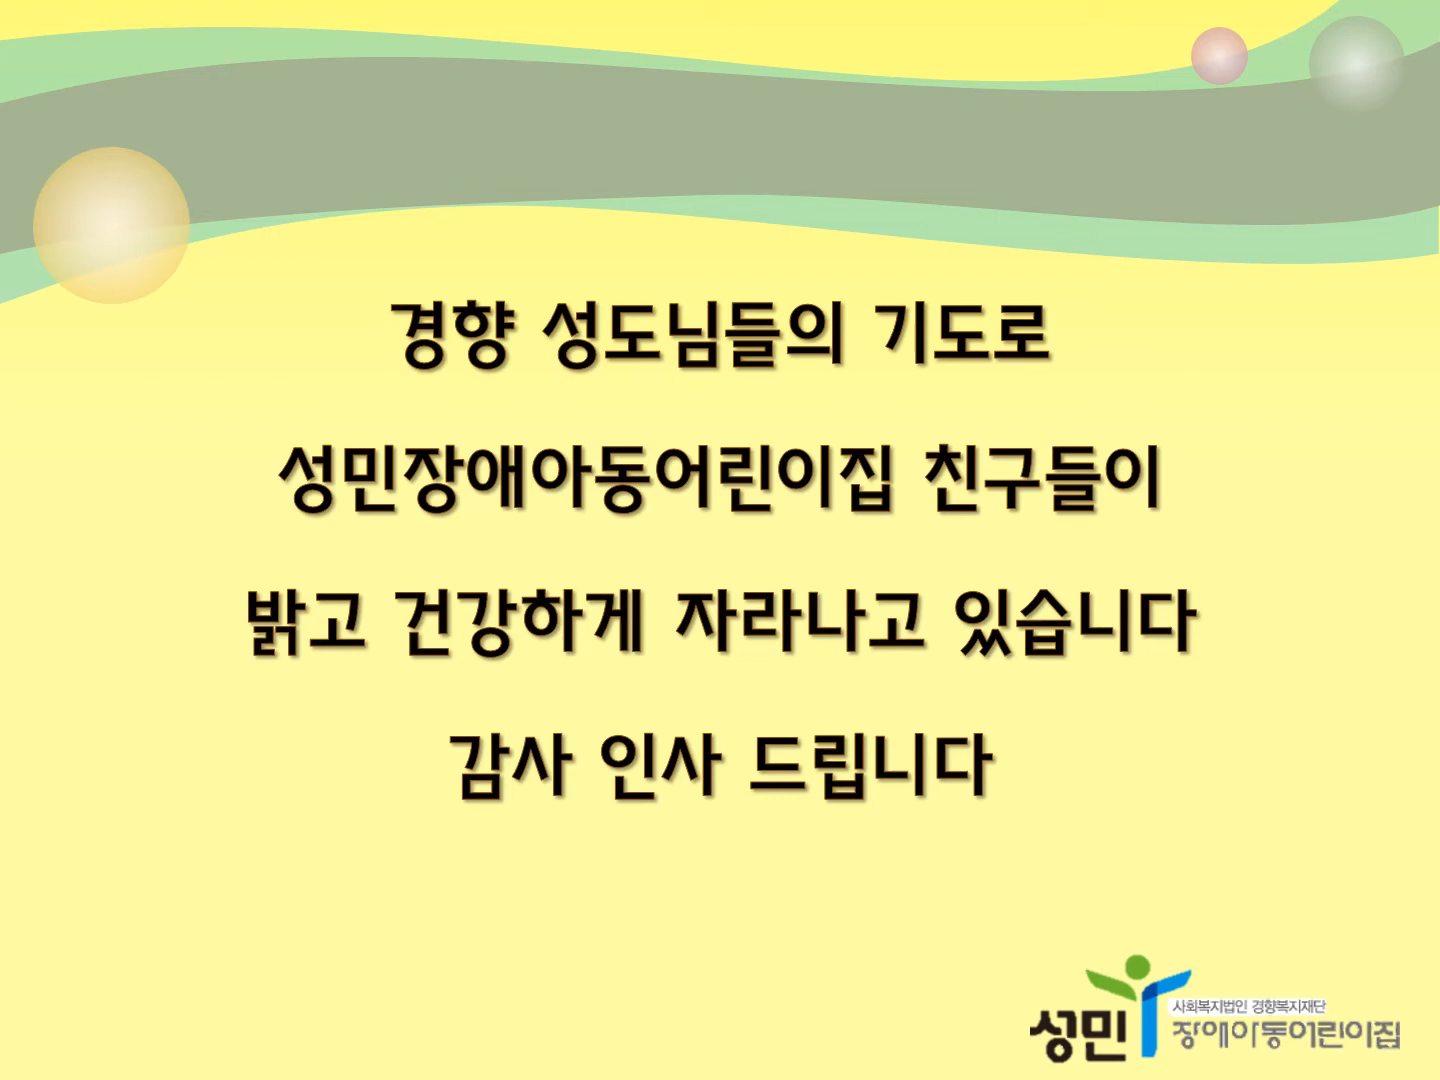 경향 성도님들의 기도로
성민장애아동어린이집 친구들이
밝고 건강하게 자라나고 있습니다
감사 인사 드립니다
사회복지법인 경향복지재단
성민 장애아동어린이집